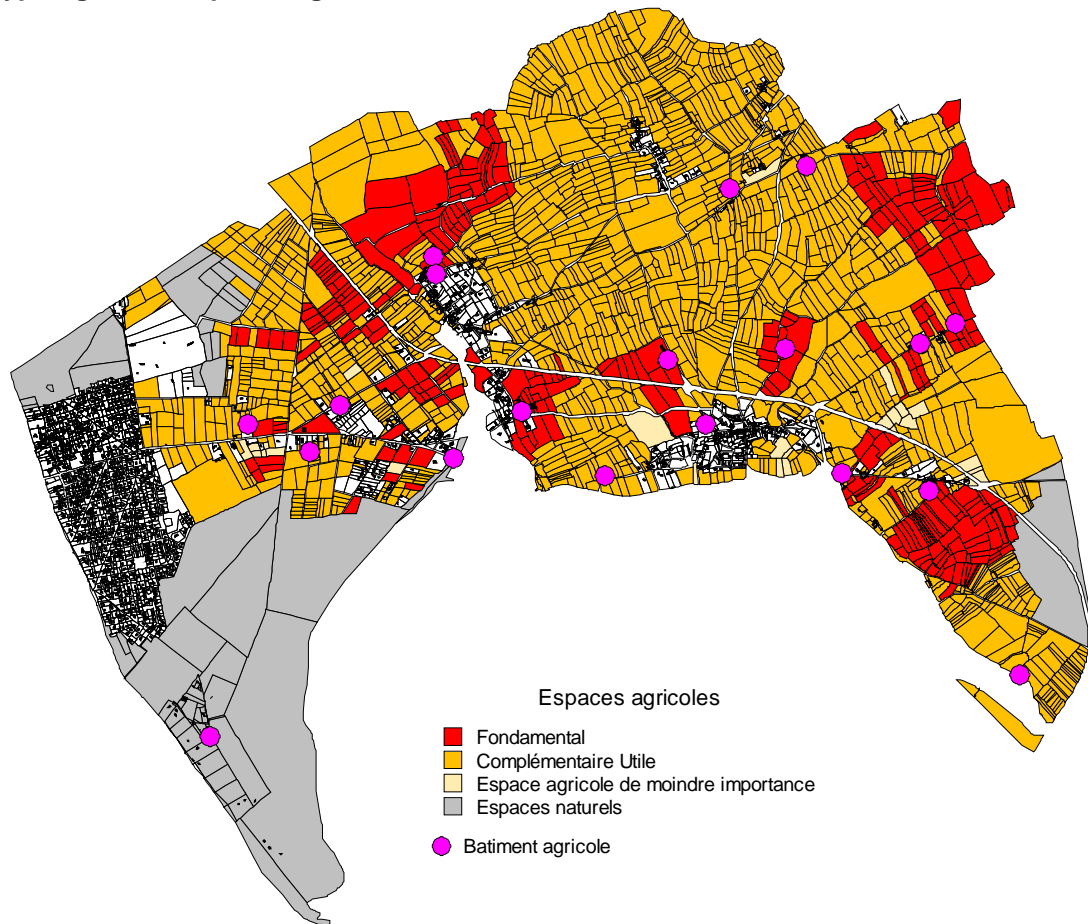 Espaces agricoles
Fondamental
Complémentaire Utile
Espace agricole de moindre importance
Espaces naturels
Batiment agricole